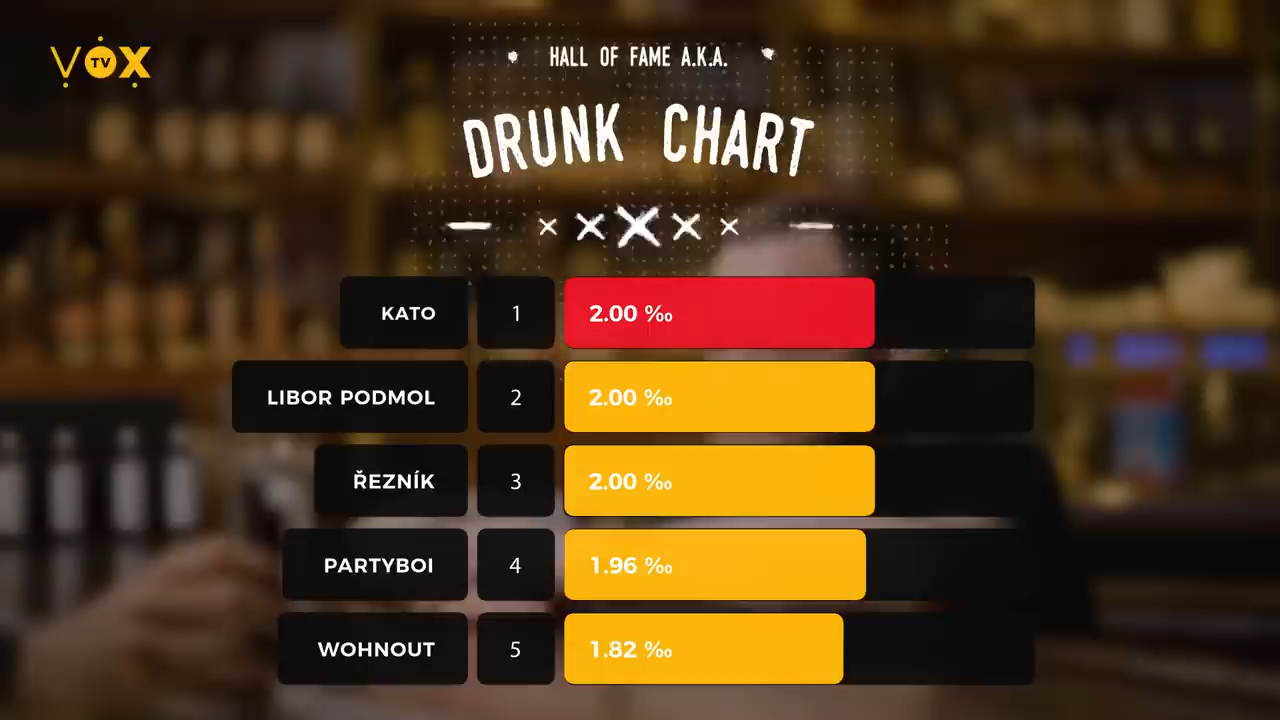 VOX
TV
HALL OF FAME A.K.A.
DRUNK CHART
KATO 1 2.00 ‰
LIBOR PODMOL 2 2.00 ‰
ŘEZNÍK 3 2.00 ‰
PARTYBOI 4 1.96 ‰
WOHNOUT 5 1.82 ‰